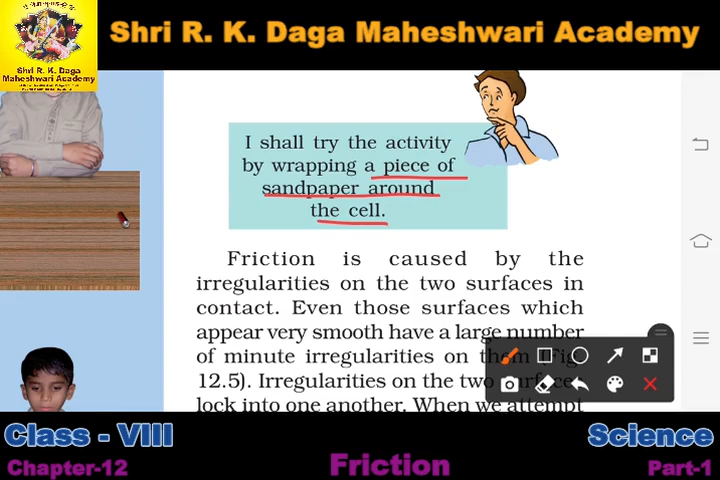 Shri R. K. Daga Maheshwari Academy
Shri R. K. Daga
Maheshwari Academy
I shall try the activity
by wrapping a piece of
sandpaper around
the cell.
Friction is caused by the
irregularities on the two surfaces in
contact. Even those surfaces which
appear very smooth have a large number
of minute irregularities on them (Fig.
12.5). Irregularities on the two surfaces
lock into one another. When we attempt
Class - VIII
Science
Chapter-12
Friction
Part-1